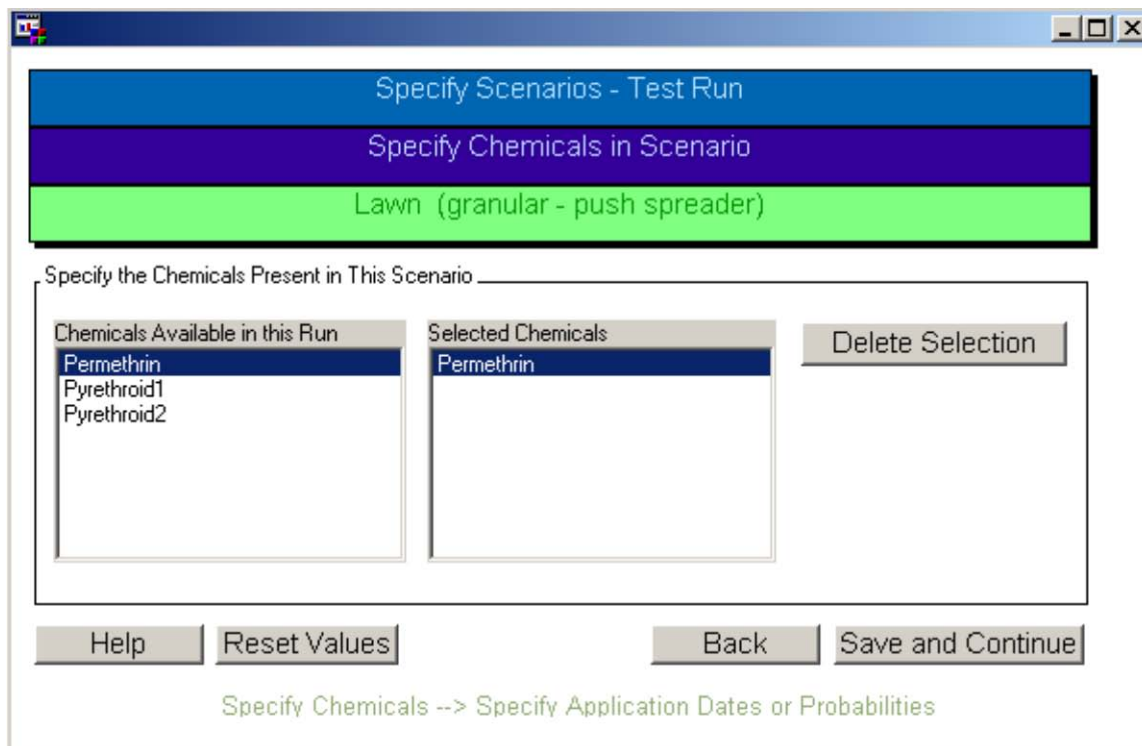 Specify Scenarios - Test Run
Specify Chemicals in Scenario
Lawn (granular - push spreader)
Specify the Chemicals Present in This Scenario
Chemicals Available in this Run
Permethrin
Pyrethroid1
Pyrethroid2
Selected Chemicals
Permethrin
Delete Selection
Help
Reset Values
Back
Save and Continue
Specify Chemicals --> Specify Application Dates or Probabilities